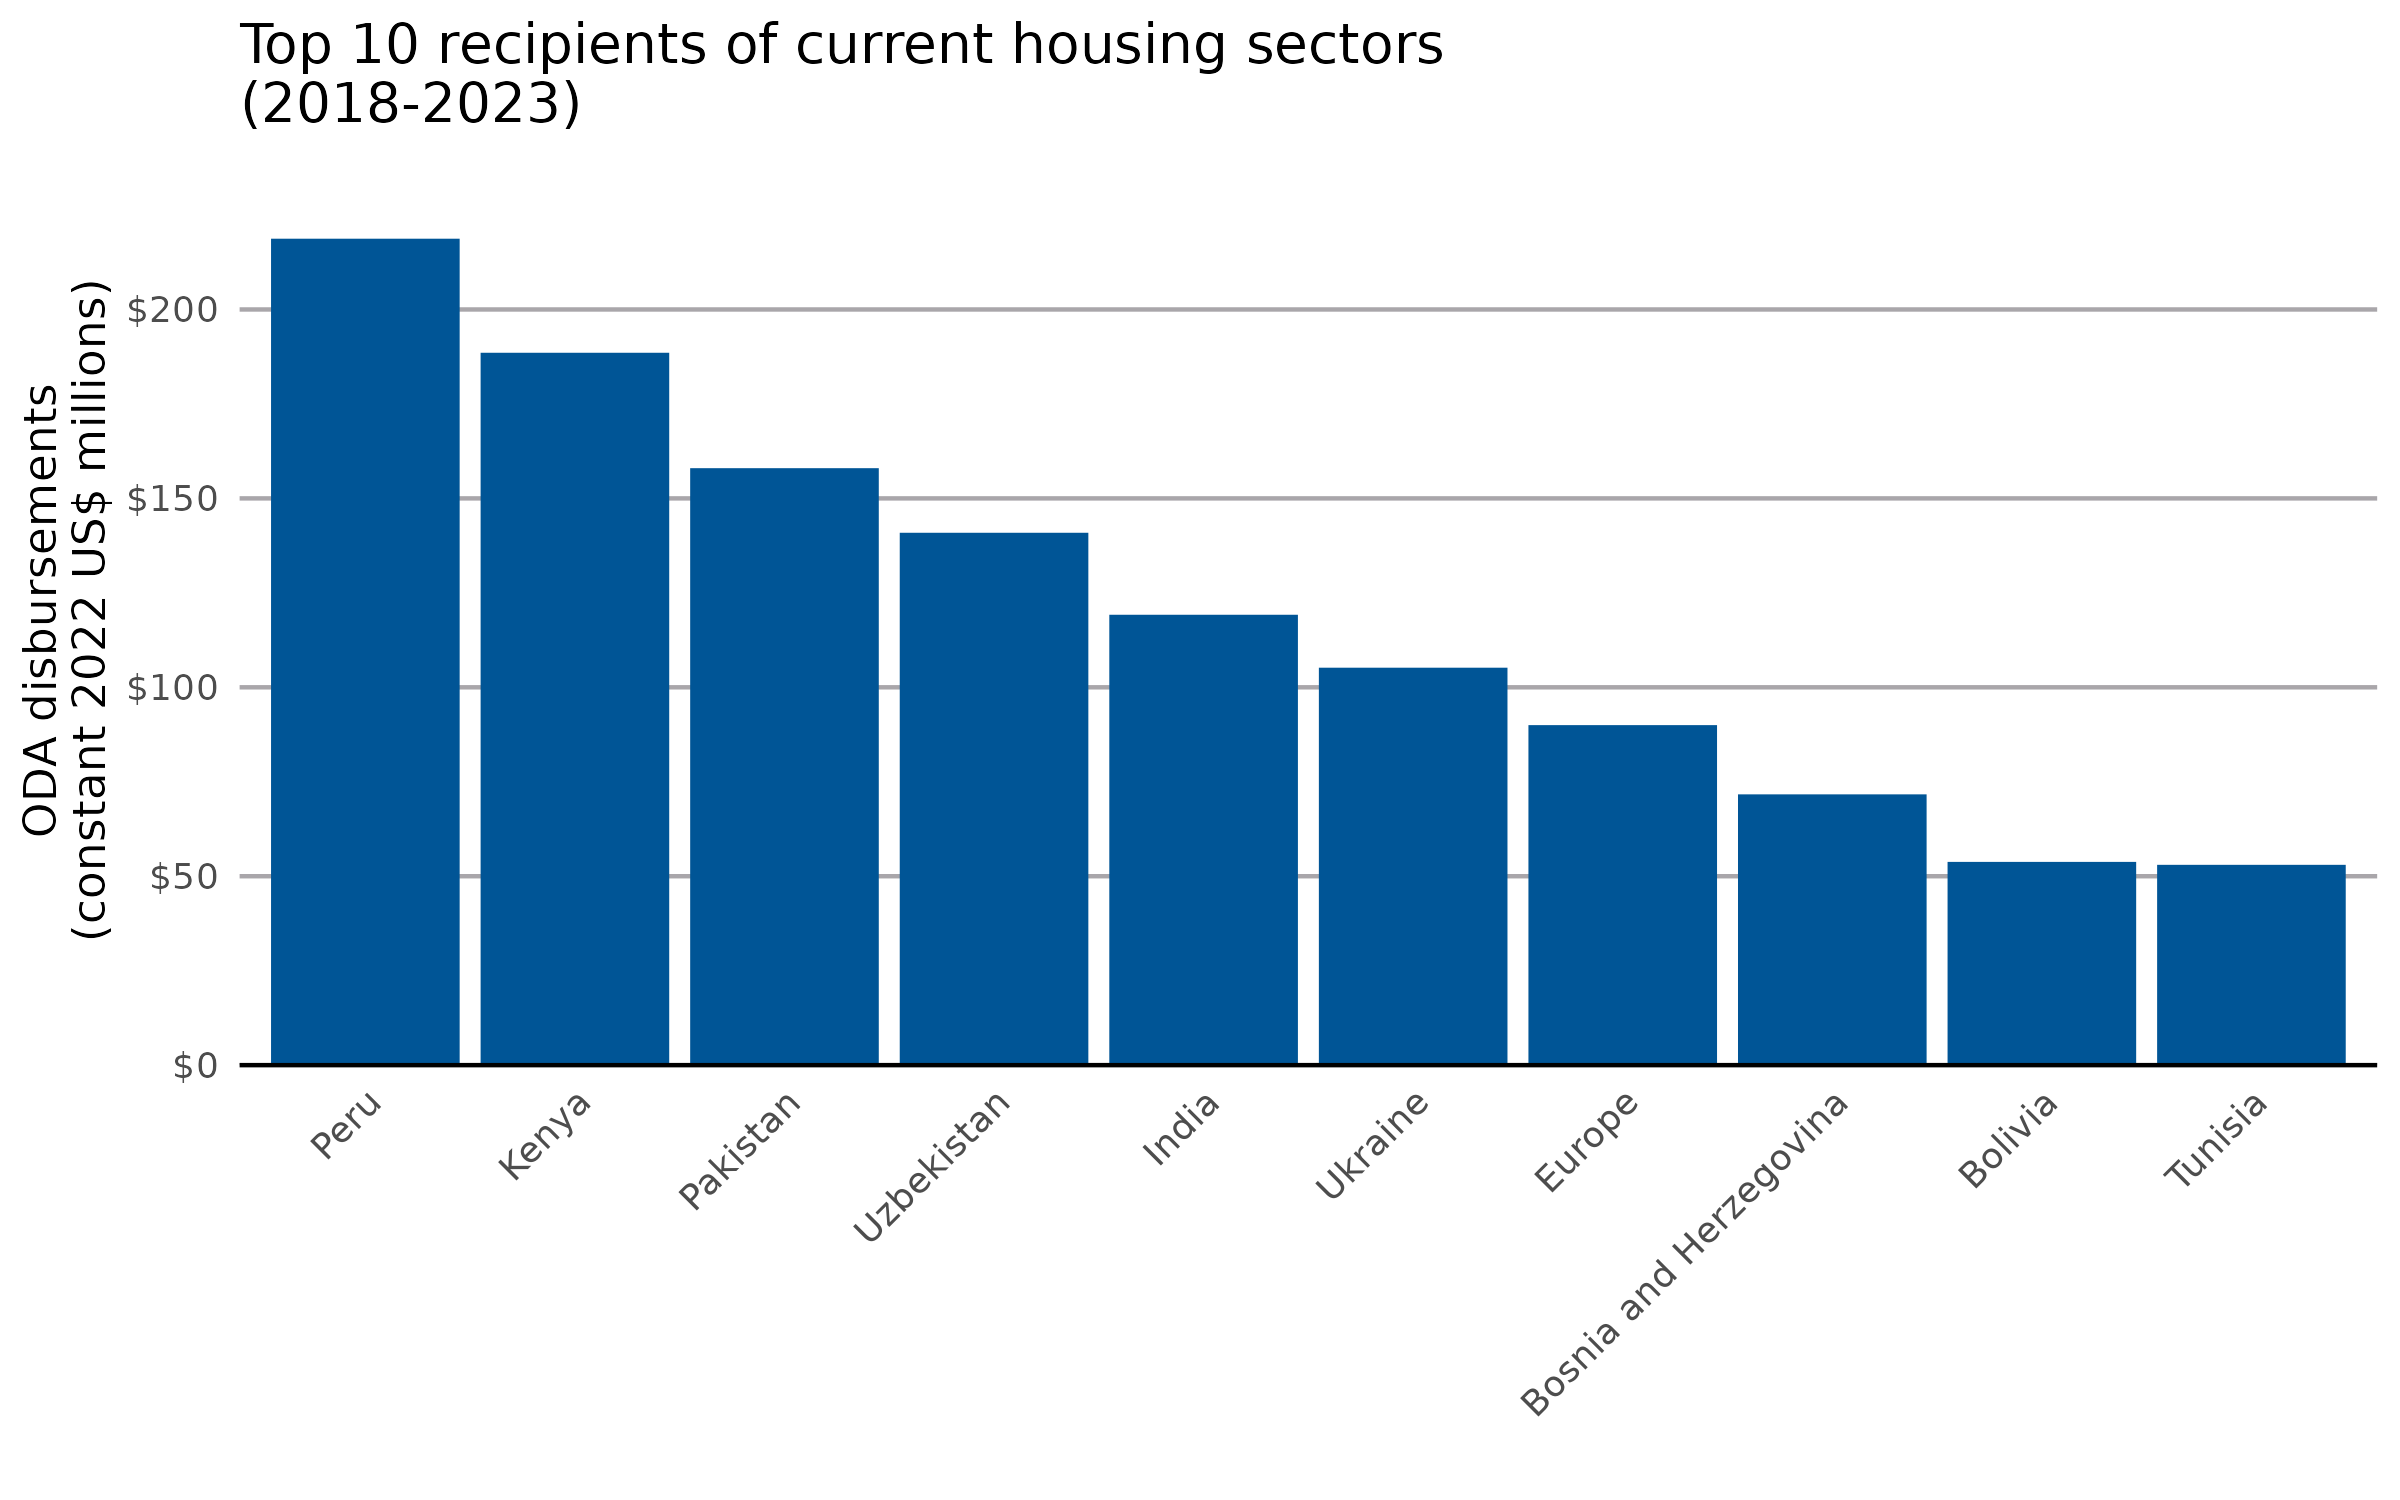 Top 10 recipients of current housing sectors
(2018-2023)
ODA disbursements
(constant 2022 US$ millions)
$200
$150
$100
$50
$0
Peru
Kenya
Pakistan
Uzbekistan
India
Ukraine
Europe
Bosnia and Herzegovina
Bolivia
Tunisia